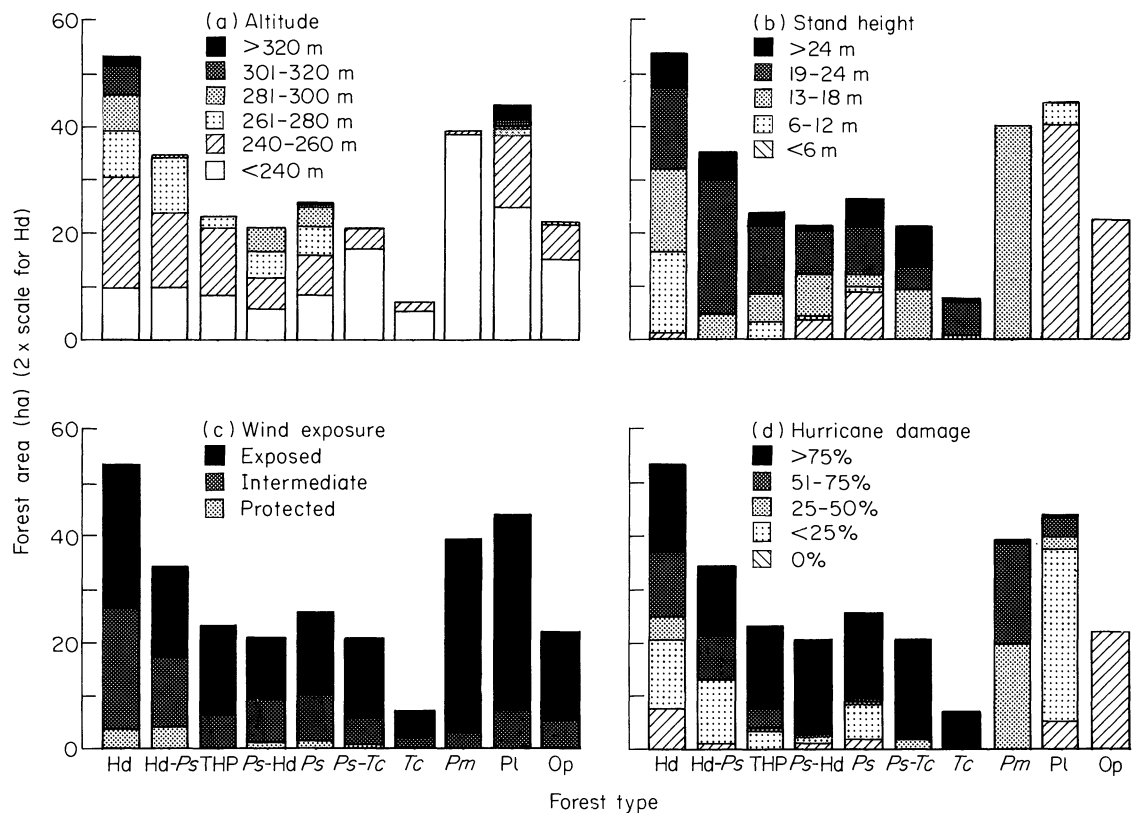 Forest area (ha) (2 x scale for Hd)
(a) Altitude
>320 m
301-320 m
281-300 m
261-280 m
240-260 m
<240 m
60
40
20
0
(b) Stand height
>24 m
19-24 m
13-18 m
6-12 m
<6 m
(c) Wind exposure
Exposed
Intermediate
Protected
60
40
20
0
Hd Hd-Ps THP Ps-Hd Ps Ps-Tc Tc Pm Pl Op
(d) Hurricane damage
>75%
51-75%
25-50%
<25%
0%
Hd Hd-Ps THP Ps-Hd Ps Ps-Tc Tc Pm Pl Op
Forest type